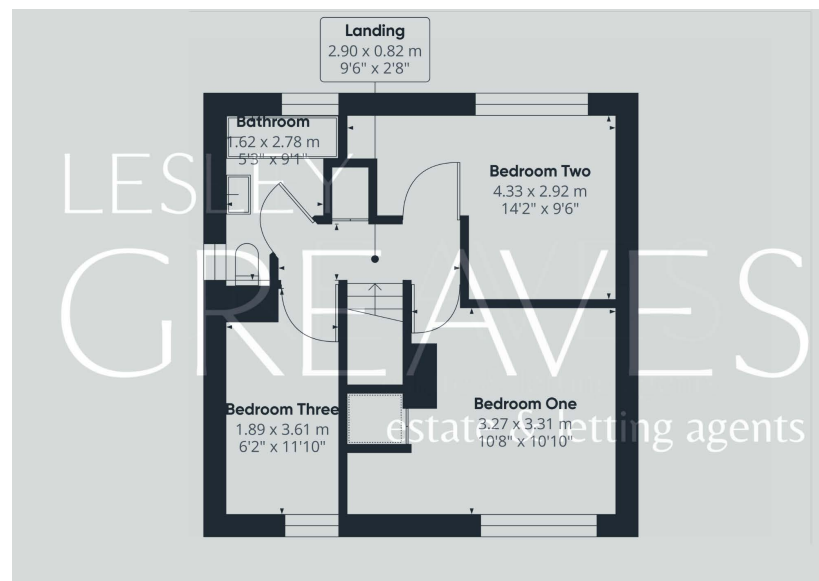 Landing
2.90 x 0.82 m
9'6" x 2'8"
Bathroom
1.62 x 2.78 m
5'3" x 9'1"
Bedroom Two
4.33 x 2.92 m
14'2" x 9'6"
LESLEY
GREAVES
estate & letting agents
Bedroom Three
1.89 x 3.61 m
6'2" x 11'10"
Bedroom One
3.27 x 3.31 m
10'8" x 10'10"